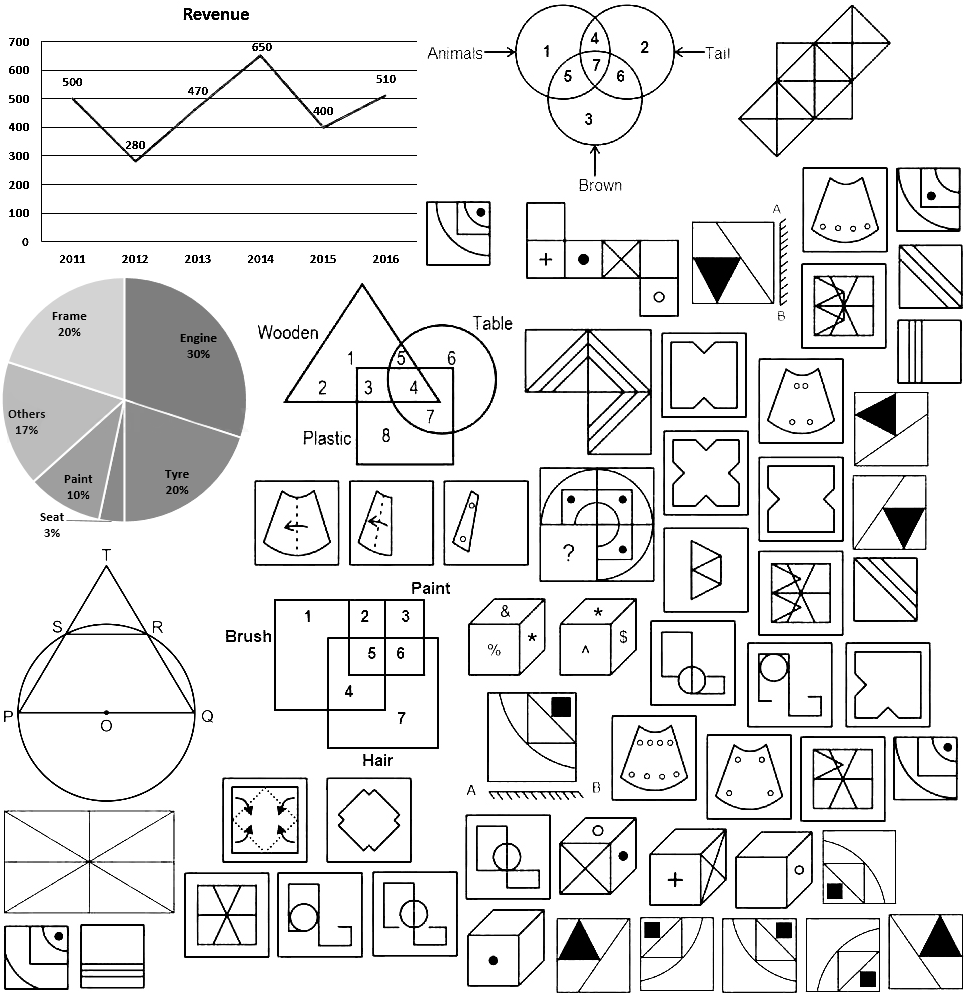 Revenue
700
600
500
400
300
200
100
0
500
280
470
650
400
510
2011 2012 2013 2014 2015 2016
Animals
Tail
Brown
1
4
2
5
7
6
3
A
B
+
Frame
20%
Engine
30%
Others
17%
Paint
10%
Tyre
20%
Seat
3%
Wooden
Table
Plastic
1
5
6
2
3
4
7
8
?
T
S
R
P
O
Q
Brush
Paint
Hair
1
2
3
5
6
4
7
&
%
*
*
^
$
A
B
+